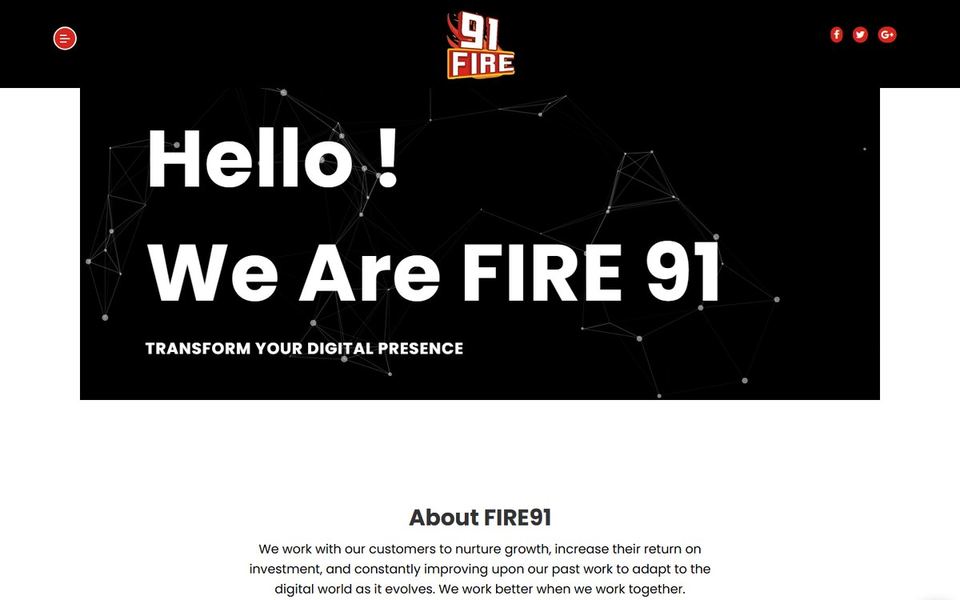 91
FIRE
G+
Hello !
We Are FIRE 91
TRANSFORM YOUR DIGITAL PRESENCE
About FIRE91
We work with our customers to nurture growth, increase their return on
investment, and constantly improving upon our past work to adapt to the
digital world as it evolves. We work better when we work together.